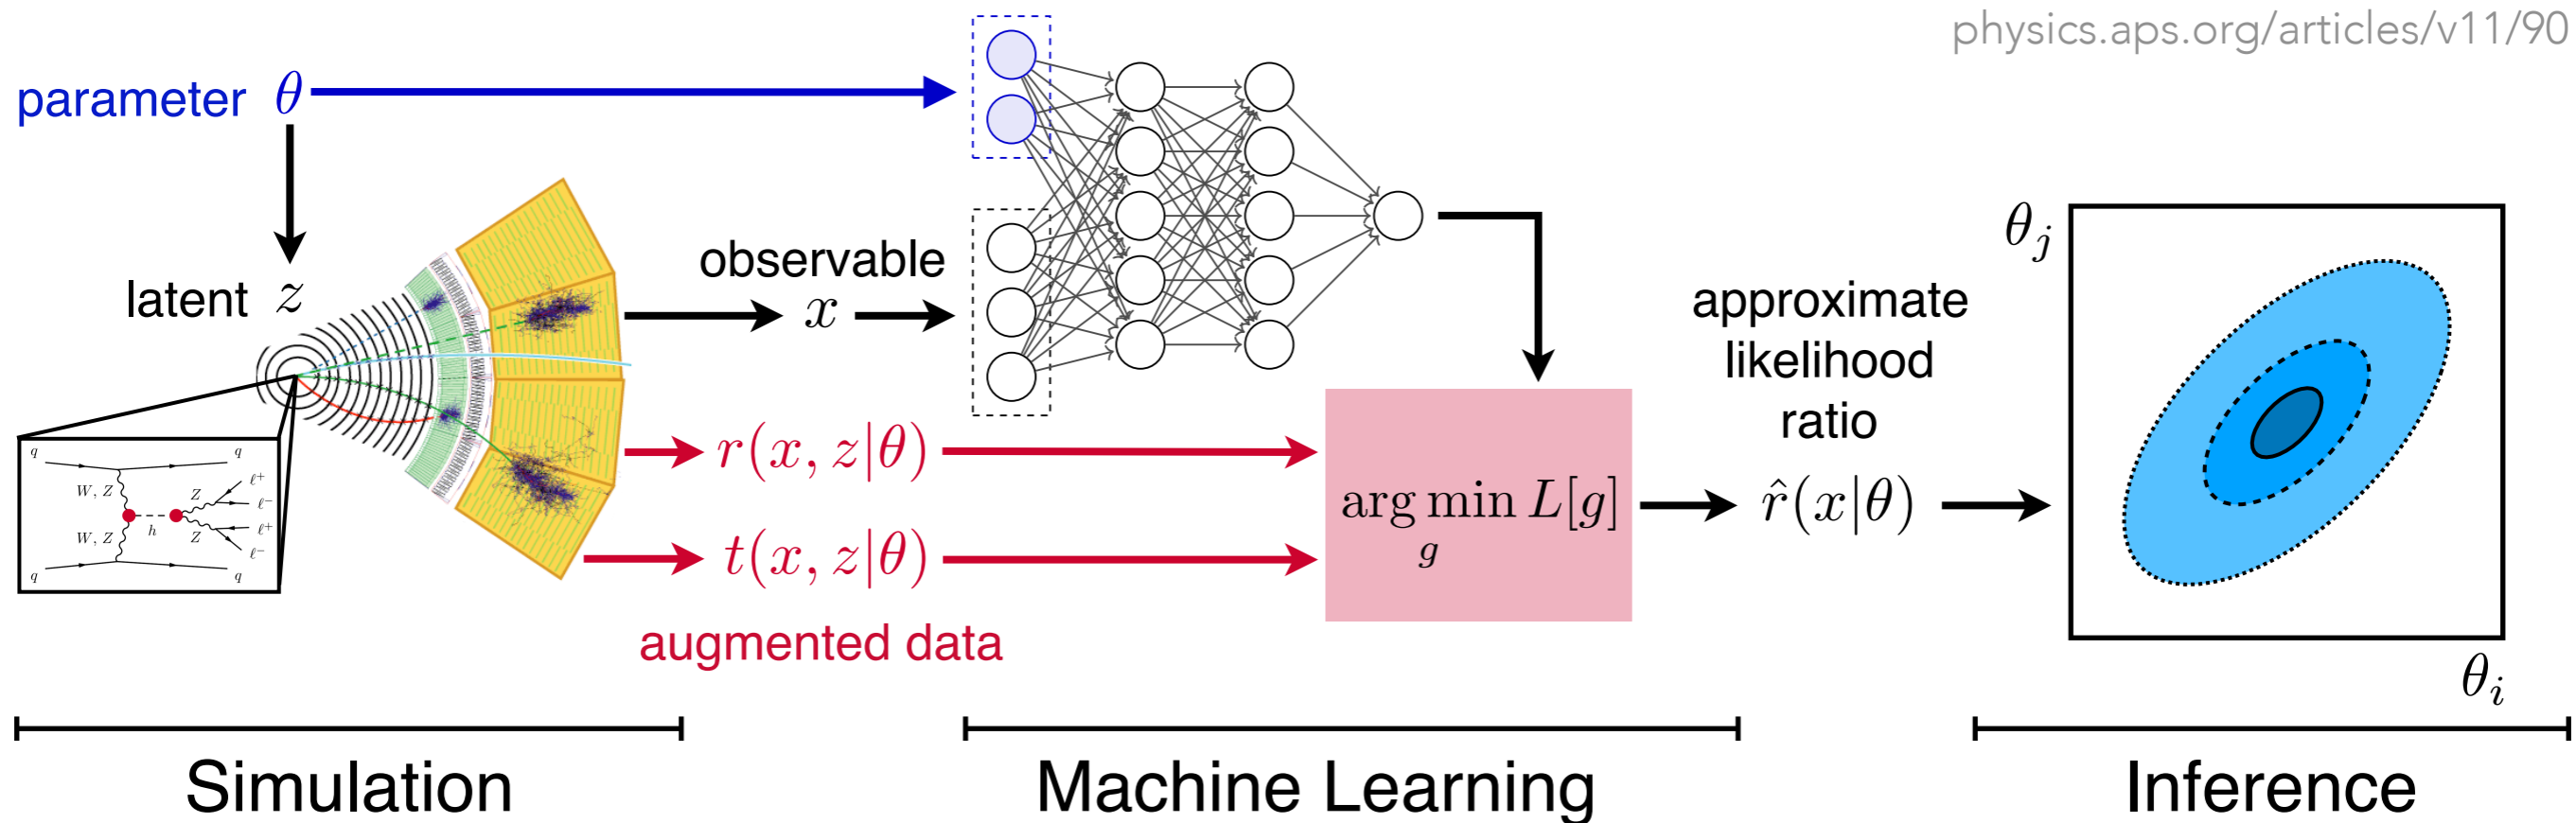 physics.aps.org/articles/v11/90
parameter θ
latent z
observable
x
r(x, z|θ)
t(x, z|θ)
augmented data
arg min L[g]
g
approximate
likelihood
ratio
r̂(x|θ)
θj
θi
q
q
W, Z
Z
ℓ+
ℓ−
h
W, Z
Z
ℓ+
ℓ−
q
q
Simulation
Machine Learning
Inference